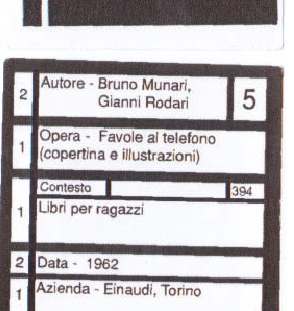 2 Autore - Bruno Munari,
Gianni Rodari 5
1 Opera - Favole al telefono
(copertina e illustrazioni)
Contesto 394
1 Libri per ragazzi
2 Data - 1962
1 Azienda - Einaudi, Torino